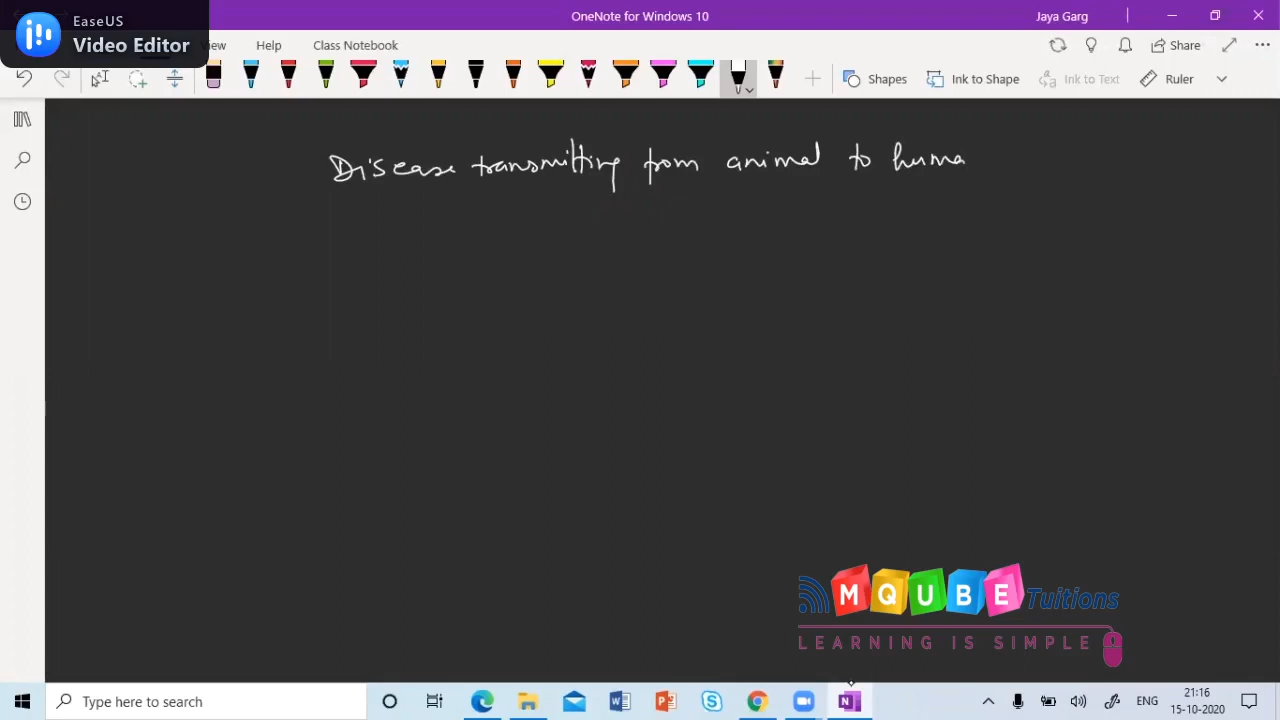 EaseUS
Video Editor
OneNote for Windows 10
Jaya Garg
View Help Class Notebook
Share
Shapes Ink to Shape Ink to Text Ruler
Disease transmitting from animal to huma
MQUBE Tuitions
LEARNING IS SIMPLE
Type here to search
ENG
21:16
15-10-2020